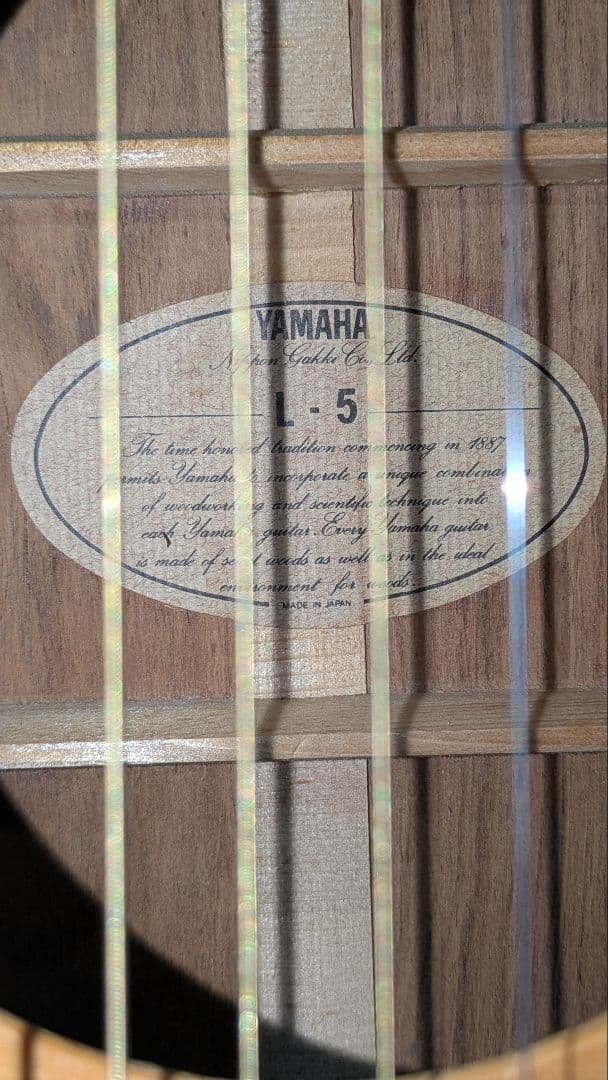 YAMAHA
Nippon Gakki Co., Ltd.
L - 5
The time honored tradition commencing in 1887
permits Yamaha to incorporate a unique combination
of woodworking and scientific technique into
each Yamaha guitar. Every Yamaha guitar
is made of select woods as well as in the ideal
environment for woods.
MADE IN JAPAN